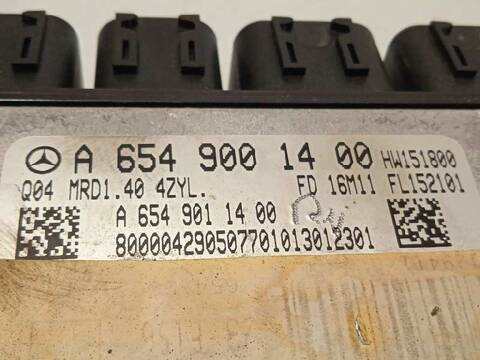 A 654 900 14 00 HW151800
Q04 MRD1.40 4ZYL. FD 16M11 FL152101
A 654 901 14 00
800004290507701013012301